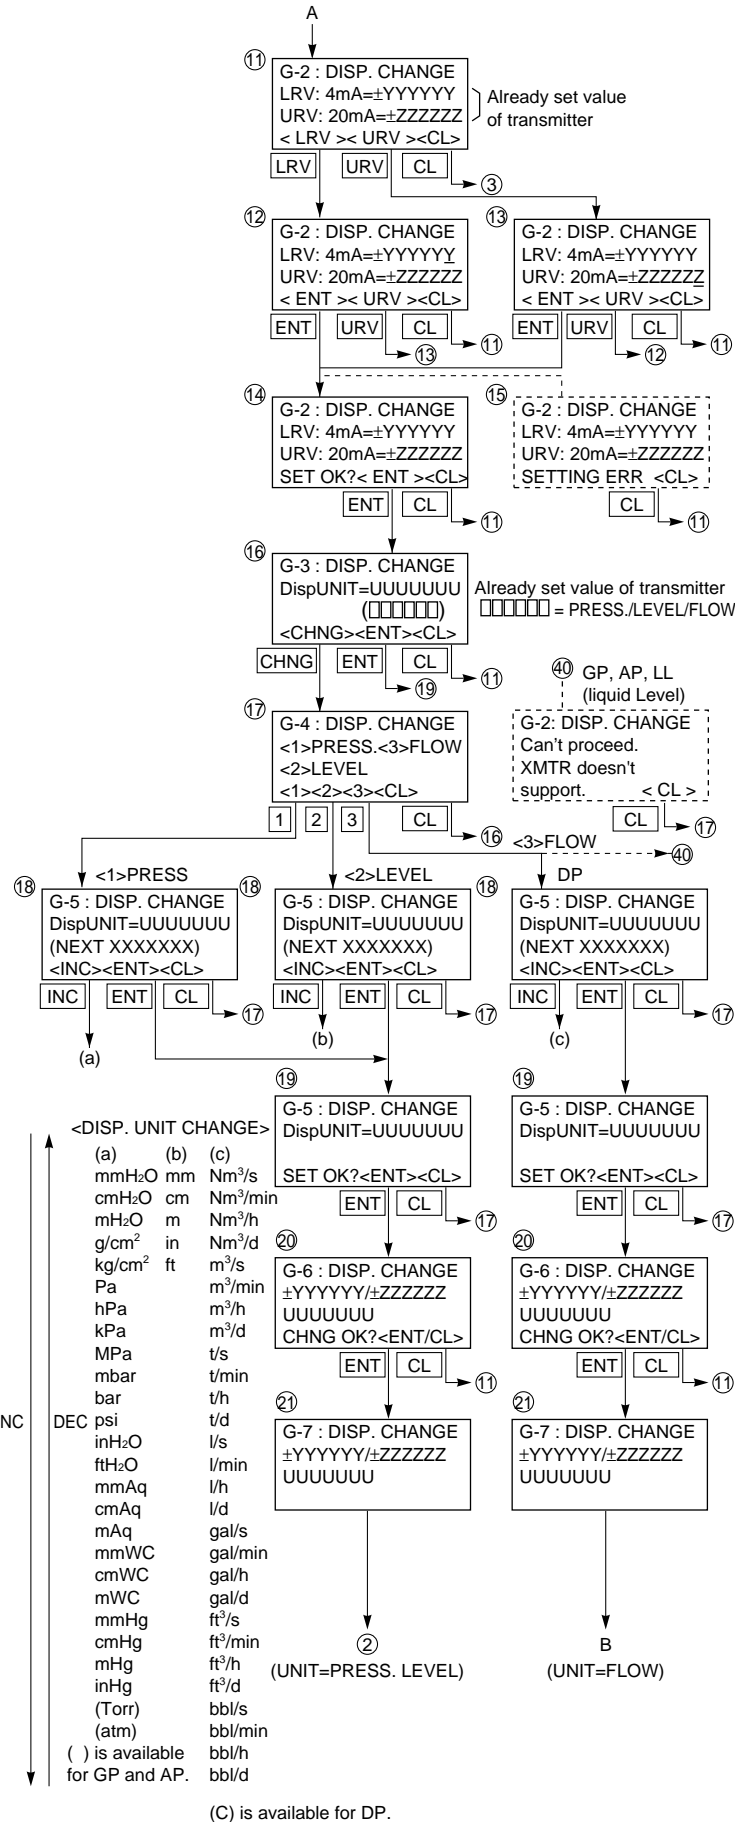 A
⑪
G-2 : DISP. CHANGE
LRV: 4mA=±YYYYYY
URV: 20mA=±ZZZZZZ
< LRV >< URV ><CL>
Already set value
of transmitter
LRV URV CL
③
⑫
G-2 : DISP. CHANGE
LRV: 4mA=±YYYYYY
URV: 20mA=±ZZZZZZ
< ENT >< URV ><CL>
ENT URV CL
⑪
⑬
⑬
G-2 : DISP. CHANGE
LRV: 4mA=±YYYYYY
URV: 20mA=±ZZZZZZ
< ENT >< URV ><CL>
ENT URV CL
⑪
⑫
⑭
G-2 : DISP. CHANGE
LRV: 4mA=±YYYYYY
URV: 20mA=±ZZZZZZ
SET OK?< ENT ><CL>
ENT CL
⑪
⑮
G-2 : DISP. CHANGE
LRV: 4mA=±YYYYYY
URV: 20mA=±ZZZZZZ
SETTING ERR <CL>
CL
⑪
⑯
G-3 : DISP. CHANGE
DispUNIT=UUUUUUU
(▯▯▯▯▯▯)
<CHNG><ENT><CL>
Already set value of transmitter
▯▯▯▯▯▯ = PRESS./LEVEL/FLOW
CHNG ENT CL
⑪
⑲
⑰
G-4 : DISP. CHANGE
<1>PRESS.<3>FLOW
<2>LEVEL
<1><2><3><CL>
1 2 3 CL
⑯
㊵ GP, AP, LL
(liquid Level)
G-2: DISP. CHANGE
Can't proceed.
XMTR doesn't
support. < CL >
CL
⑰
<3>FLOW
㊵
<1>PRESS
⑱
G-5 : DISP. CHANGE
DispUNIT=UUUUUUU
(NEXT XXXXXXX)
<INC><ENT><CL>
INC ENT CL
⑰
(a)
<2>LEVEL
⑱
G-5 : DISP. CHANGE
DispUNIT=UUUUUUU
(NEXT XXXXXXX)
<INC><ENT><CL>
INC ENT CL
⑰
(b)
DP
⑱
G-5 : DISP. CHANGE
DispUNIT=UUUUUUU
(NEXT XXXXXXX)
<INC><ENT><CL>
INC ENT CL
⑰
(c)
⑲
G-5 : DISP. CHANGE
DispUNIT=UUUUUUU
SET OK?<ENT><CL>
ENT CL
⑰
⑳
G-6 : DISP. CHANGE
±YYYYYY/±ZZZZZZ
UUUUUUU
CHNG OK?<ENT/CL>
ENT CL
⑪
㉑
G-7 : DISP. CHANGE
±YYYYYY/±ZZZZZZ
UUUUUUU
②
(UNIT=PRESS. LEVEL)
⑲
G-5 : DISP. CHANGE
DispUNIT=UUUUUUU
SET OK?<ENT><CL>
ENT CL
⑰
⑳
G-6 : DISP. CHANGE
±YYYYYY/±ZZZZZZ
UUUUUUU
CHNG OK?<ENT/CL>
ENT CL
⑪
㉑
G-7 : DISP. CHANGE
±YYYYYY/±ZZZZZZ
UUUUUUU
B
(UNIT=FLOW)
<DISP. UNIT CHANGE>
(a) (b) (c)
mmH₂O mm Nm³/s
cmH₂O cm Nm³/min
mH₂O m Nm³/h
g/cm² in Nm³/d
kg/cm² ft m³/s
Pa m³/min
hPa m³/h
kPa m³/d
MPa t/s
mbar t/min
bar t/h
NC DEC psi t/d
inH₂O l/s
ftH₂O l/min
mmAq l/h
cmAq l/d
mAq gal/s
mmWC gal/min
cmWC gal/h
mWC gal/d
mmHg ft³/s
cmHg ft³/min
mHg ft³/h
inHg ft³/d
(Torr) bbl/s
(atm) bbl/min
( ) is available bbl/h
for GP and AP. bbl/d
(C) is available for DP.